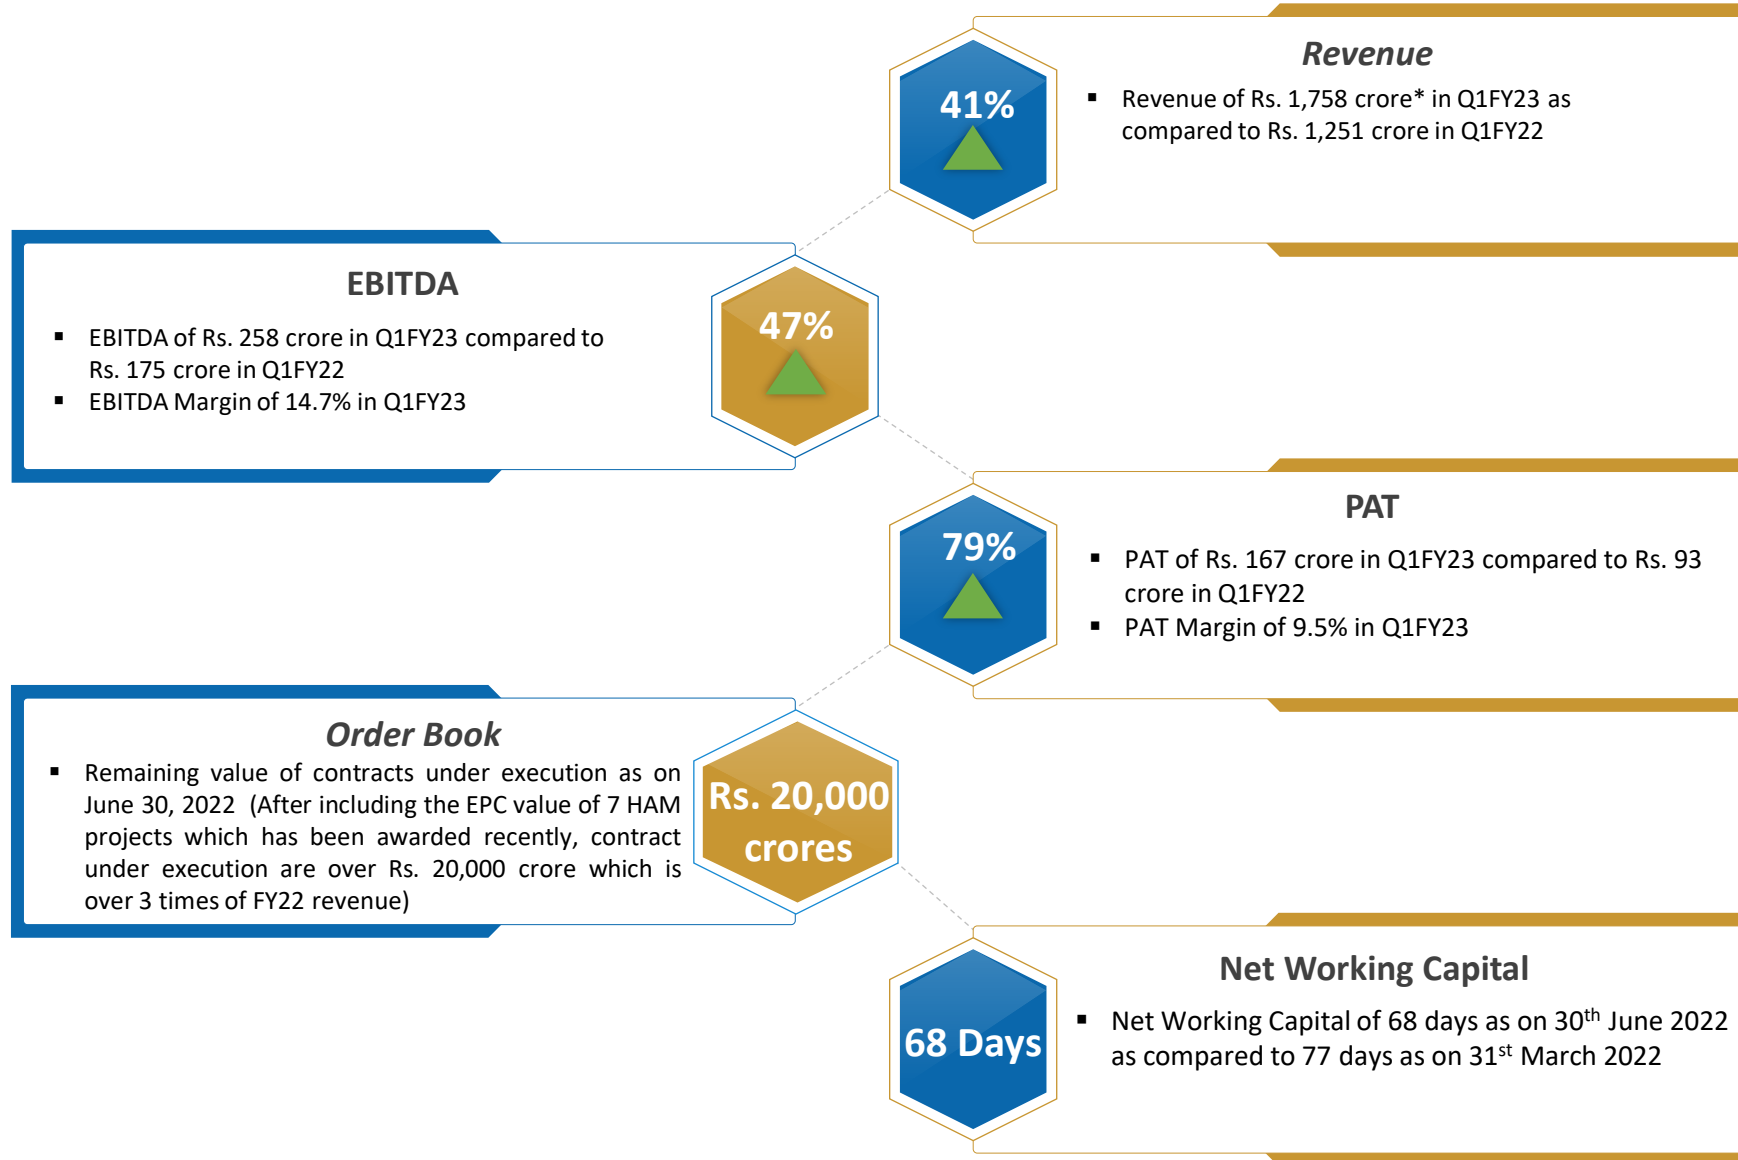 Revenue
41%
▪ Revenue of Rs. 1,758 crore* in Q1FY23 as
compared to Rs. 1,251 crore in Q1FY22
EBITDA
▪ EBITDA of Rs. 258 crore in Q1FY23 compared to
Rs. 175 crore in Q1FY22
▪ EBITDA Margin of 14.7% in Q1FY23
47%
PAT
79%
▪ PAT of Rs. 167 crore in Q1FY23 compared to Rs. 93
crore in Q1FY22
▪ PAT Margin of 9.5% in Q1FY23
Order Book
▪ Remaining value of contracts under execution as on
June 30, 2022 (After including the EPC value of 7 HAM
projects which has been awarded recently, contract
under execution are over Rs. 20,000 crore which is
over 3 times of FY22 revenue)
Rs. 20,000
crores
Net Working Capital
68 Days
▪ Net Working Capital of 68 days as on 30th June 2022
as compared to 77 days as on 31st March 2022